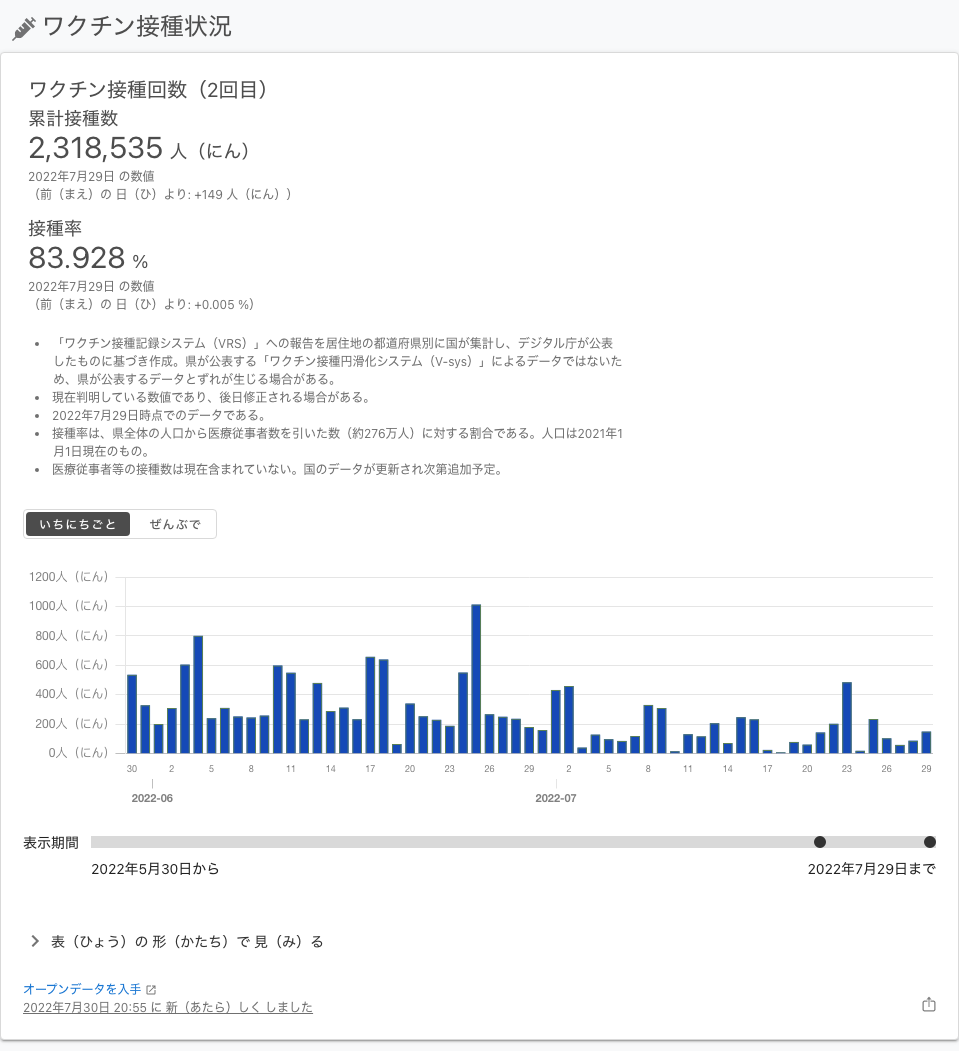 ワクチン接種状況
ワクチン接種回数（2回目）
累計接種数
2,318,535 人（にん）
2022年7月29日 の数値
（前（まえ）の 日（ひ）より: +149 人（にん））
接種率
83.928 %
2022年7月29日 の数値
（前（まえ）の 日（ひ）より: +0.005 %）
• 「ワクチン接種記録システム（VRS）」への報告を居住地の都道府県別に国が集計し、デジタル庁が公表
したものに基づき作成。県が公表する「ワクチン接種円滑化システム（V-sys）」によるデータではないた
め、県が公表するデータとずれが生じる場合がある。
• 現在判明している数値であり、後日修正される場合がある。
• 2022年7月29日時点でのデータである。
• 接種率は、県全体の人口から医療従事者数を引いた数（約276万人）に対する割合である。人口は2021年1
月1日現在のもの。
• 医療従事者等の接種数は現在含まれていない。国のデータが更新され次第追加予定。
いちにちごと ぜんぶで
1200人（にん）
1000人（にん）
800人（にん）
600人（にん）
400人（にん）
200人（にん）
0人（にん）
30 2 5 8 11 14 17 20 23 26 29 2 5 8 11 14 17 20 23 26 29
2022-06 2022-07
表示期間
2022年5月30日から 2022年7月29日まで
表（ひょう）の 形（かたち）で 見（み）る
オープンデータを入手
2022年7月30日 20:55 に 新（あたら）しく しました